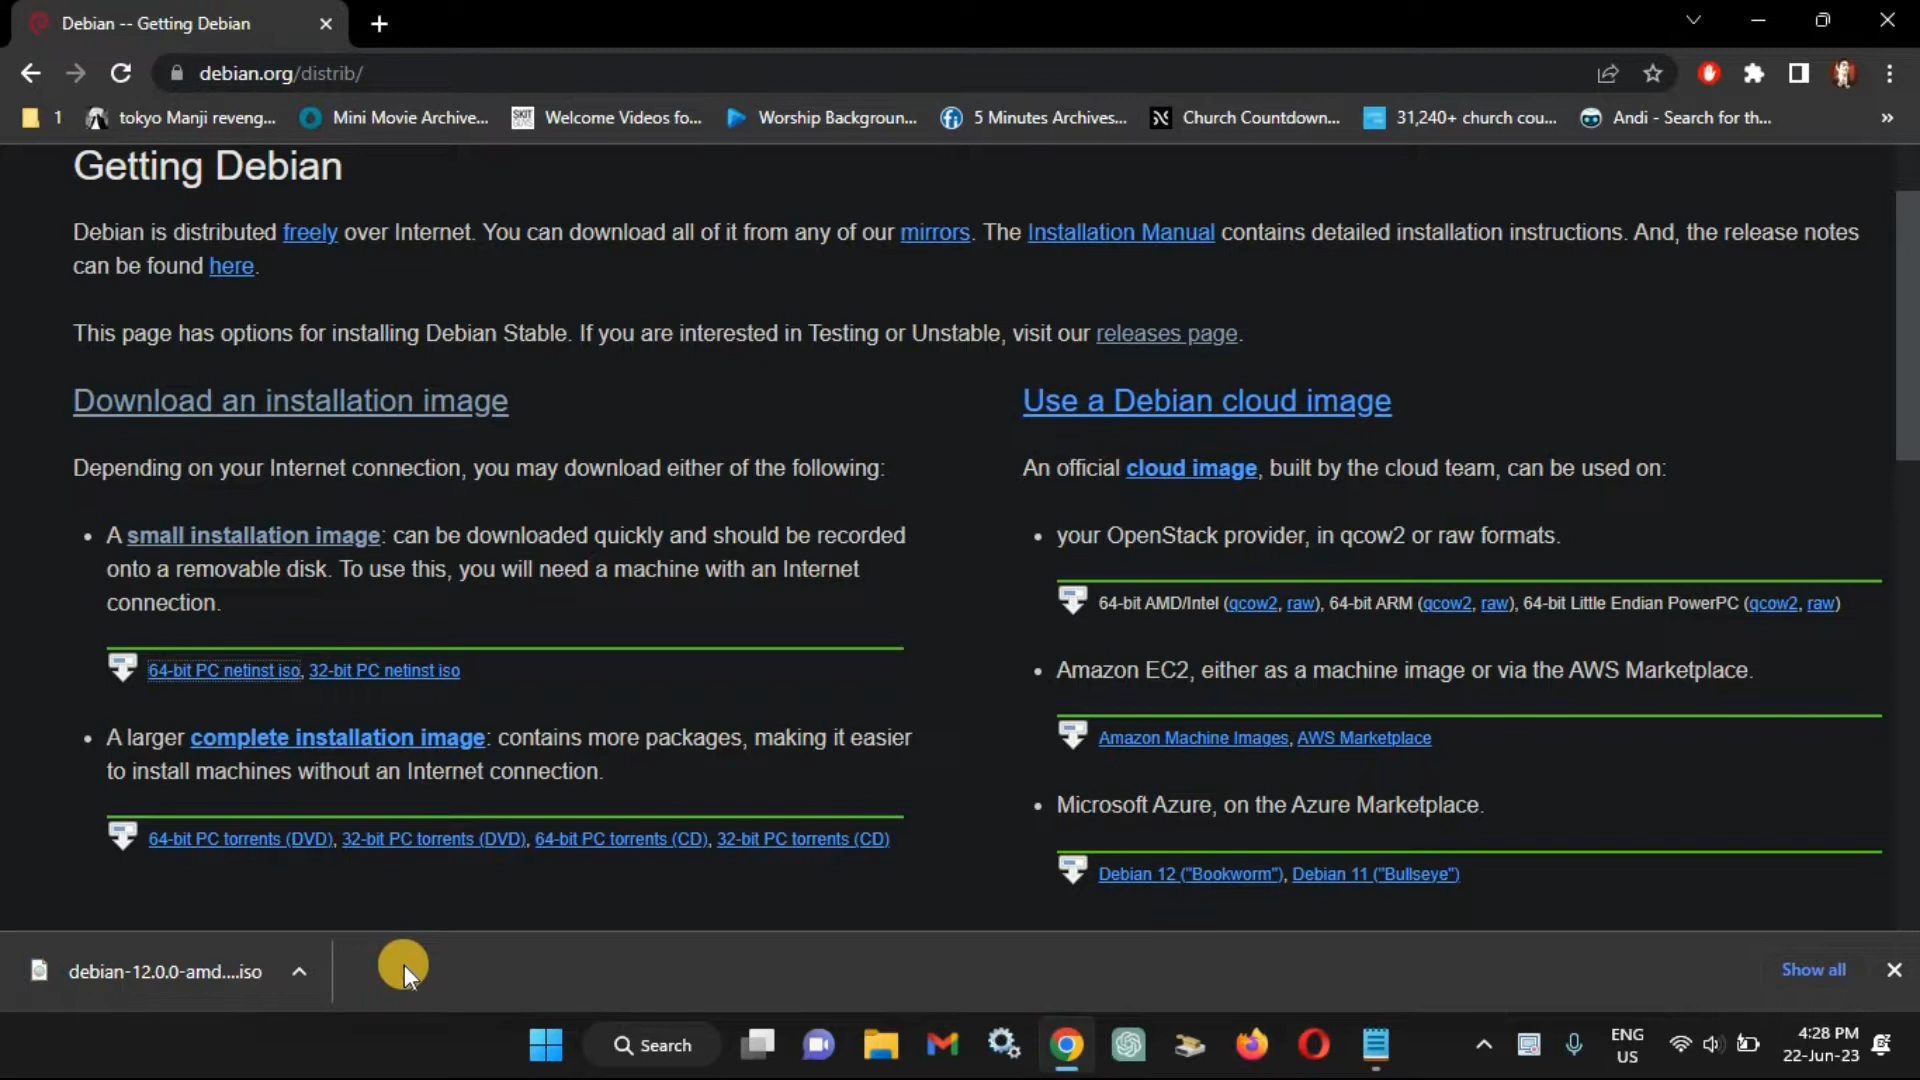 Debian -- Getting Debian
debian.org/distrib/
1
tokyo Manji reveng...
Mini Movie Archive...
SKIT GUYS
Welcome Videos fo...
Worship Backgroun...
5 Minutes Archives...
Church Countdown...
31,240+ church cou...
Andi - Search for th...
»
Getting Debian
Debian is distributed freely over Internet. You can download all of it from any of our mirrors. The Installation Manual contains detailed installation instructions. And, the release notes
can be found here.
This page has options for installing Debian Stable. If you are interested in Testing or Unstable, visit our releases page.
Download an installation image
Depending on your Internet connection, you may download either of the following:
• A small installation image: can be downloaded quickly and should be recorded
onto a removable disk. To use this, you will need a machine with an Internet
connection.
64-bit PC netinst iso, 32-bit PC netinst iso
• A larger complete installation image: contains more packages, making it easier
to install machines without an Internet connection.
64-bit PC torrents (DVD), 32-bit PC torrents (DVD), 64-bit PC torrents (CD), 32-bit PC torrents (CD)
Use a Debian cloud image
An official cloud image, built by the cloud team, can be used on:
• your OpenStack provider, in qcow2 or raw formats.
64-bit AMD/Intel (qcow2, raw), 64-bit ARM (qcow2, raw), 64-bit Little Endian PowerPC (qcow2, raw)
• Amazon EC2, either as a machine image or via the AWS Marketplace.
Amazon Machine Images, AWS Marketplace
• Microsoft Azure, on the Azure Marketplace.
Debian 12 ("Bookworm"), Debian 11 ("Bullseye")
debian-12.0.0-amd....iso
Show all
Search
ENG
US
4:28 PM
22-Jun-23